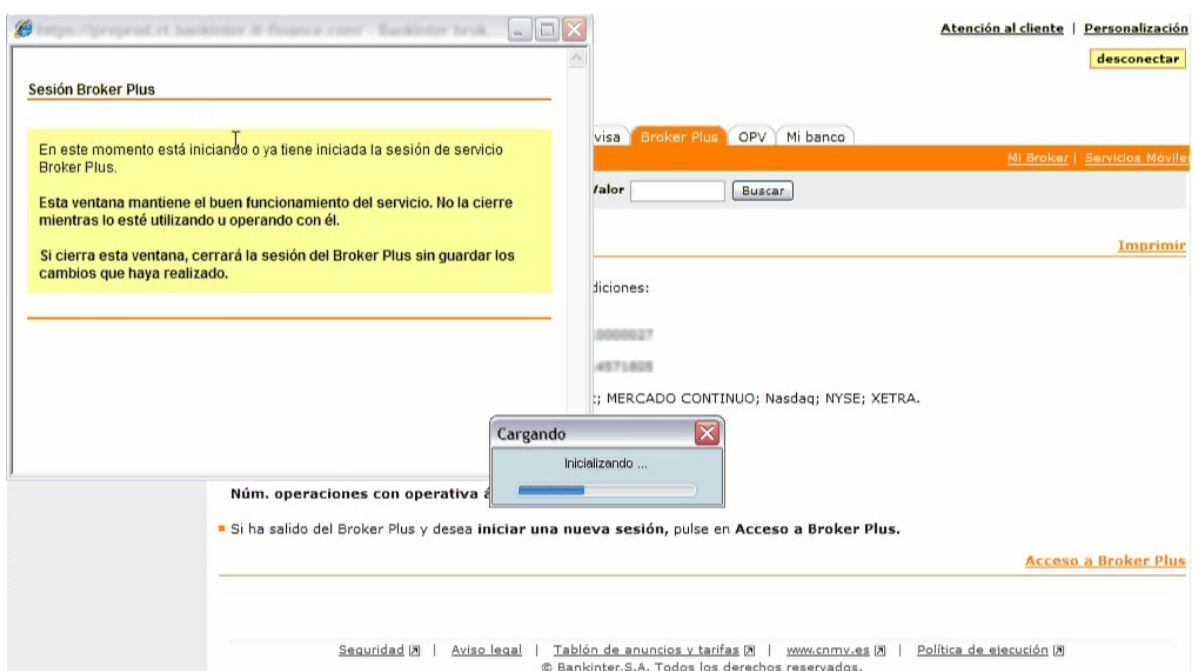 Sesión Broker Plus
En este momento está iniciando o ya tiene iniciada la sesión de servicio
Broker Plus.
Esta ventana mantiene el buen funcionamiento del servicio. No la cierre
mientras lo esté utilizando u operando con él.
Si cierra esta ventana, cerrará la sesión del Broker Plus sin guardar los
cambios que haya realizado.
Atención al cliente | Personalización
desconectar
visa Broker Plus OPV Mi banco
Mi Broker | Servicios Móviles
Valor Buscar
Imprimir
diciones:
; MERCADO CONTINUO; Nasdaq; NYSE; XETRA.
Cargando
Inicializando ...
Núm. operaciones con operativa á
Si ha salido del Broker Plus y desea iniciar una nueva sesión, pulse en Acceso a Broker Plus.
Acceso a Broker Plus
Seguridad | Aviso legal | Tablón de anuncios y tarifas | www.cnmv.es | Política de ejecución
© Bankinter,S.A. Todos los derechos reservados.